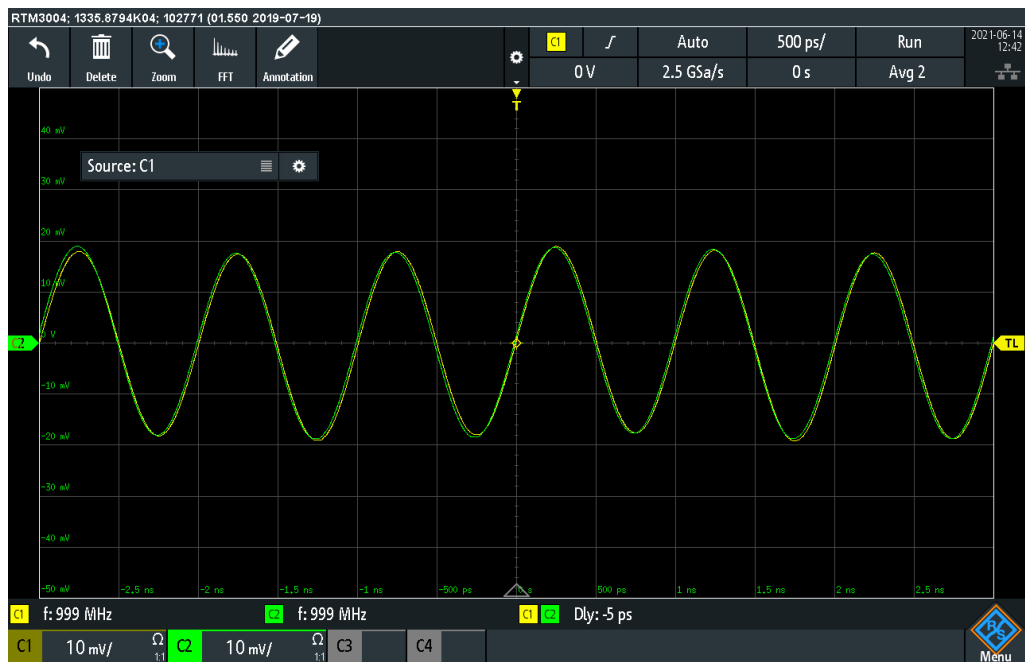 RTM3004; 1335.8794K04; 102771 (01.550 2019-07-19)
Undo Delete Zoom FFT Annotation
C1 Auto 500 ps/ Run
0 V 2.5 GSa/s 0 s Avg 2
2021-06-14
12:42
T
40 mV
Source: C1
30 mV
20 mV
10 mV
0 V
C2
TL
-10 mV
-20 mV
-30 mV
-40 mV
-50 mV -2.5 ns -2 ns -1.5 ns -1 ns -500 ps 0 s 500 ps 1 ns 1.5 ns 2 ns 2.5 ns
C1 f: 999 MHz C2 f: 999 MHz C1 C2 Dly: -5 ps
C1 10 mV/ Ω 1:1 C2 10 mV/ Ω 1:1 C3 C4
R&S
Menu